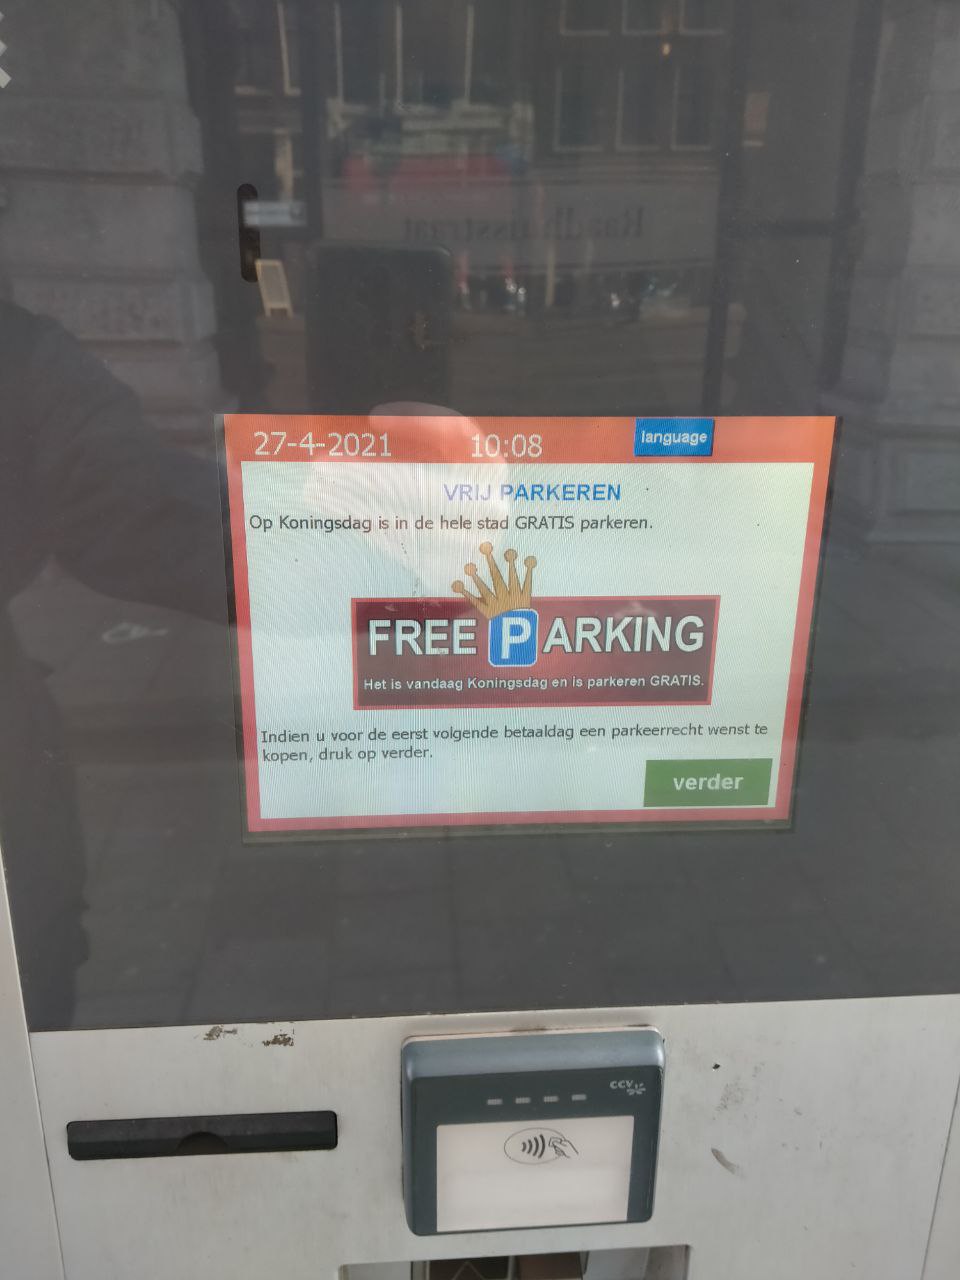 Raadhuisstraat
27-4-2021 10:08 language
VRIJ PARKEREN
Op Koningsdag is in de hele stad GRATIS parkeren.
FREE PARKING
Het is vandaag Koningsdag en is parkeren GRATIS.
Indien u voor de eerst volgende betaaldag een parkeerrecht wenst te
kopen, druk op verder.
verder
CCV